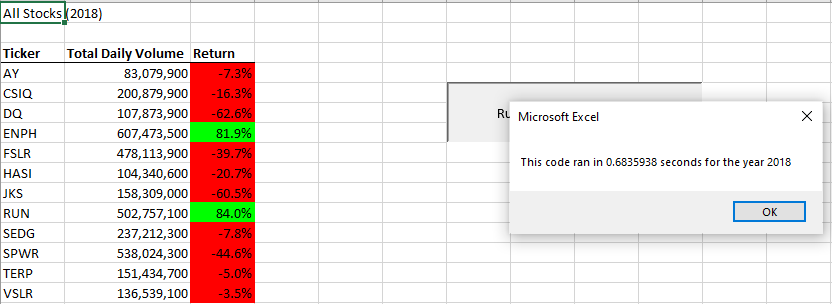 All Stocks (2018)
Ticker Total Daily Volume Return
AY 83,079,900 -7.3%
CSIQ 200,879,900 -16.3%
DQ 107,873,900 -62.6%
ENPH 607,473,500 81.9%
FSLR 478,113,900 -39.7%
HASI 104,340,600 -20.7%
JKS 158,309,000 -60.5%
RUN 502,757,100 84.0%
SEDG 237,212,300 -7.8%
SPWR 538,024,300 -44.6%
TERP 151,434,700 -5.0%
VSLR 136,539,100 -3.5%
Microsoft Excel
This code ran in 0.6835938 seconds for the year 2018
OK